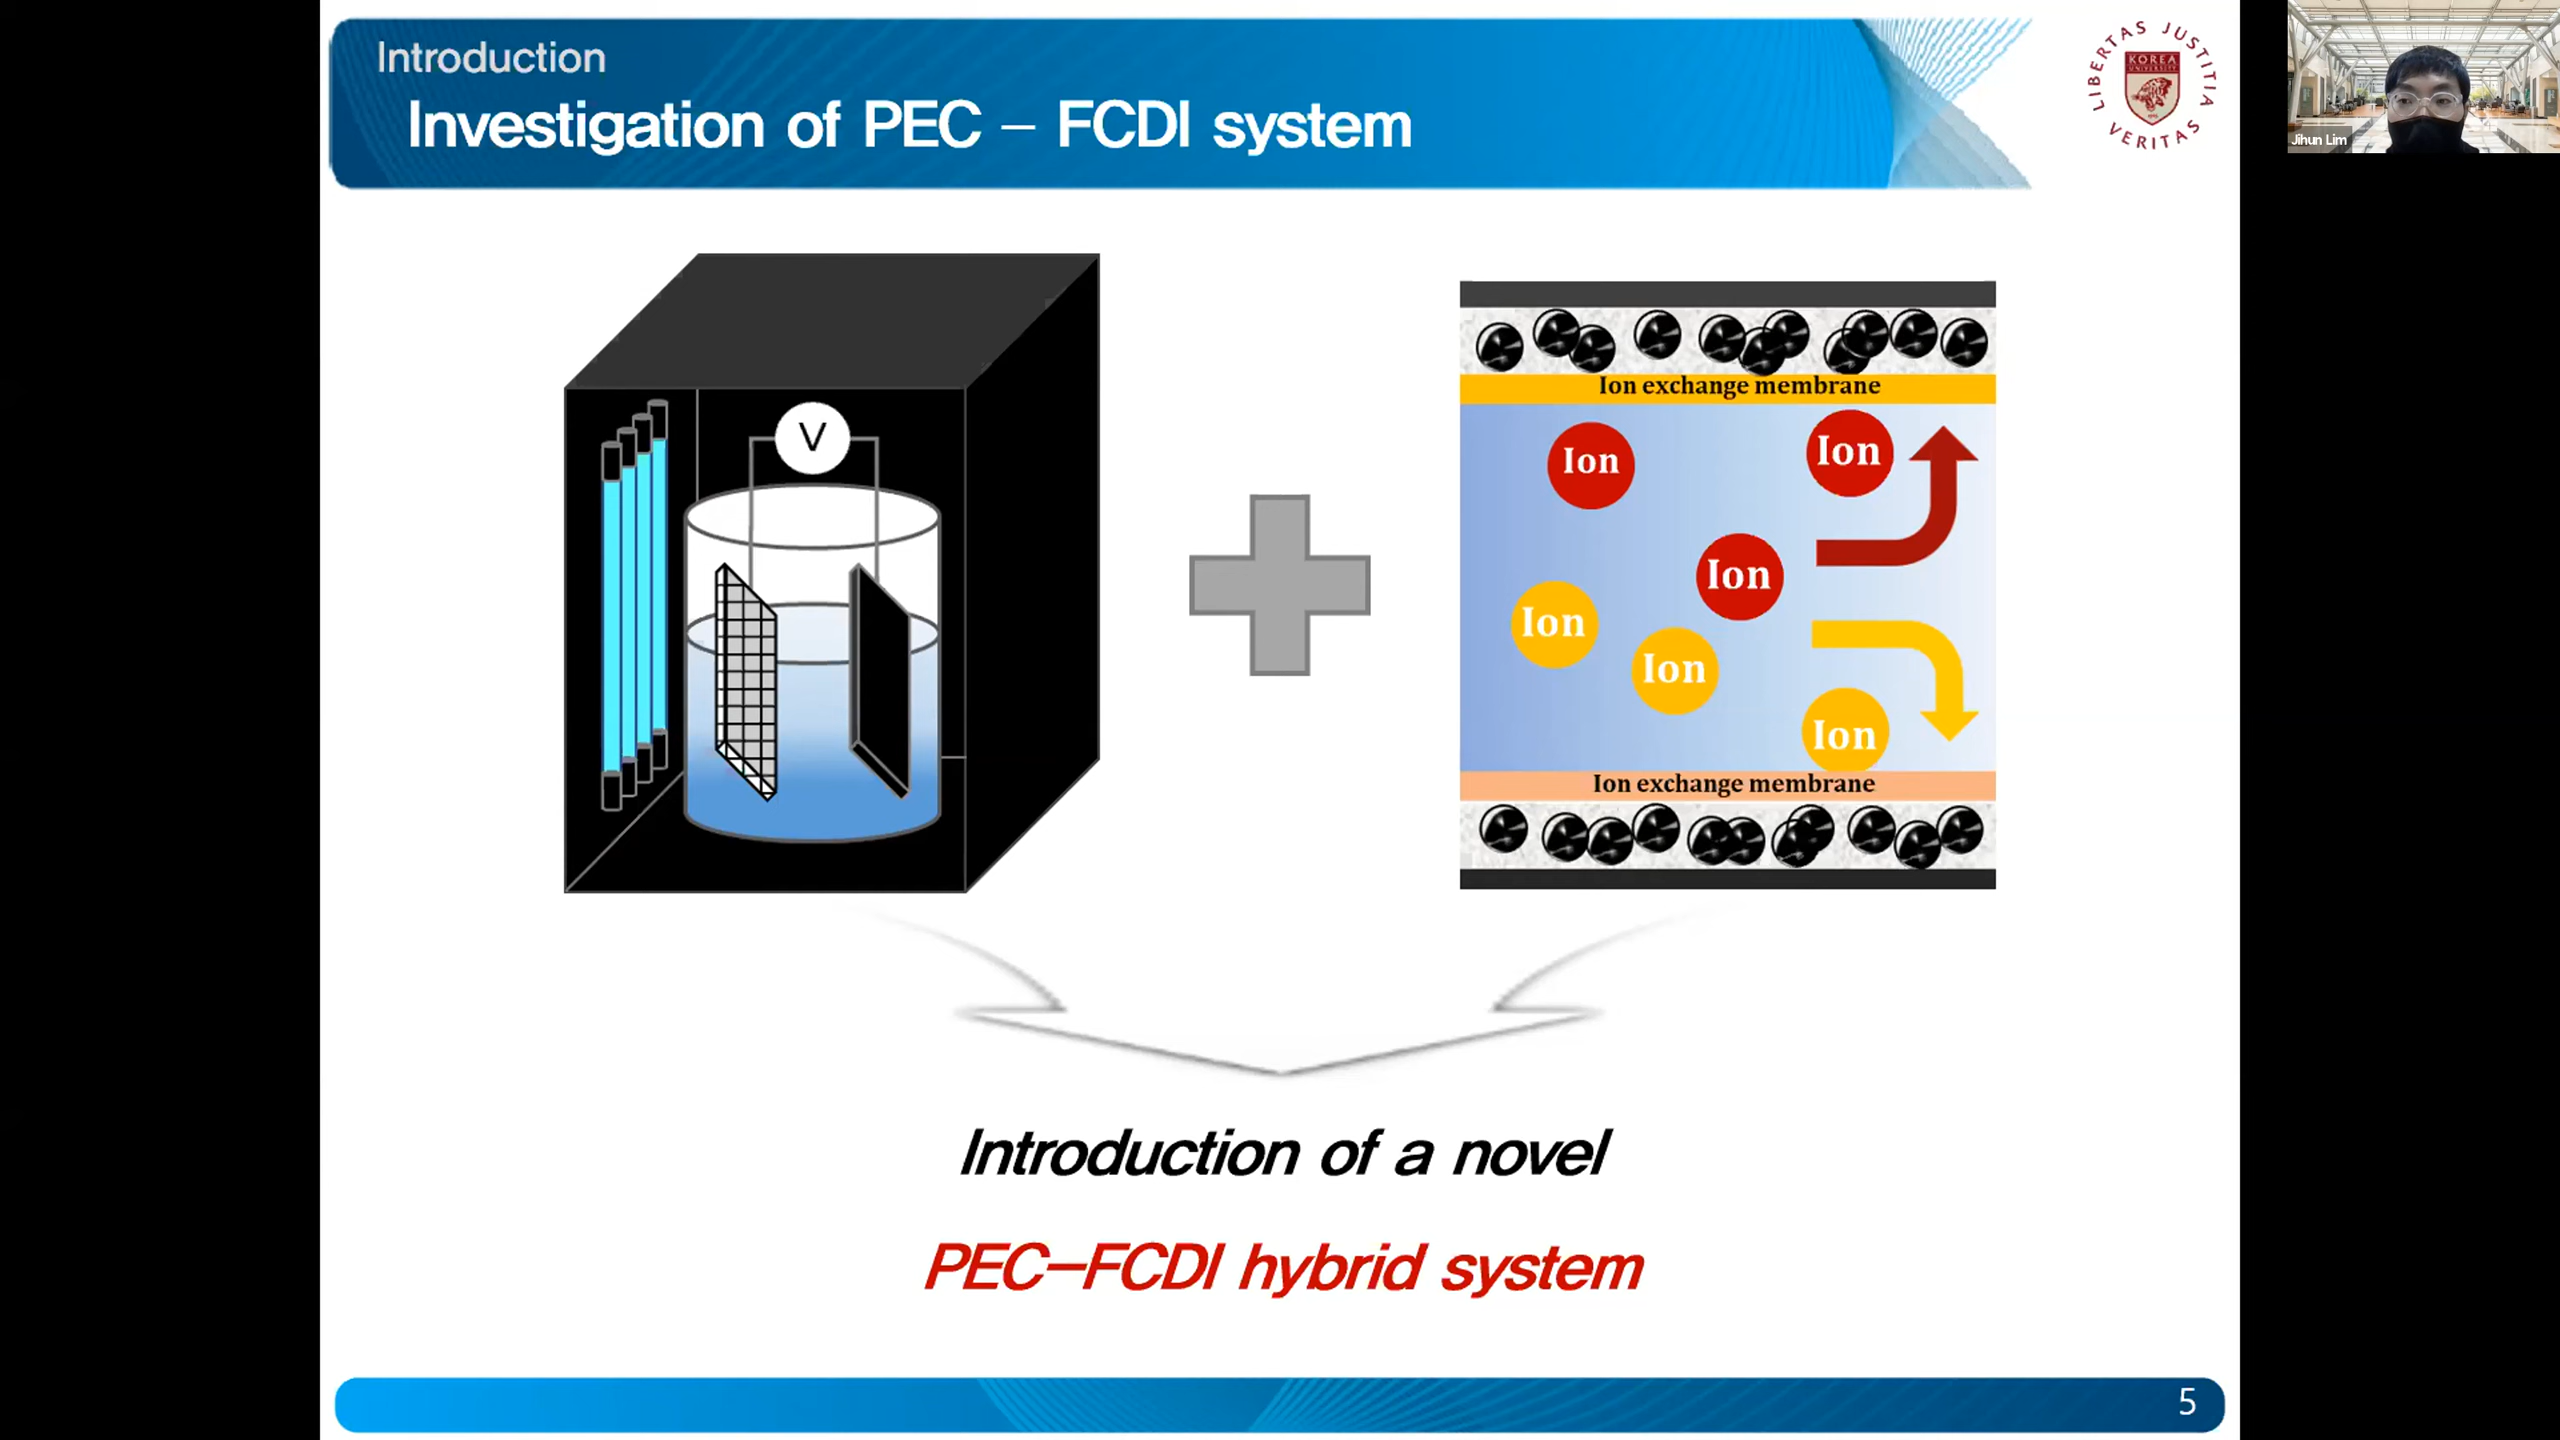 Introduction
Investigation of PEC – FCDI system
LIBERTAS JUSTITIA VERITAS
KOREA
UNIVERSITY
Jihun Lim
V
Ion exchange membrane
Ion
Ion
Ion
Ion
Ion
Ion
Ion exchange membrane
Introduction of a novel
PEC–FCDI hybrid system
5